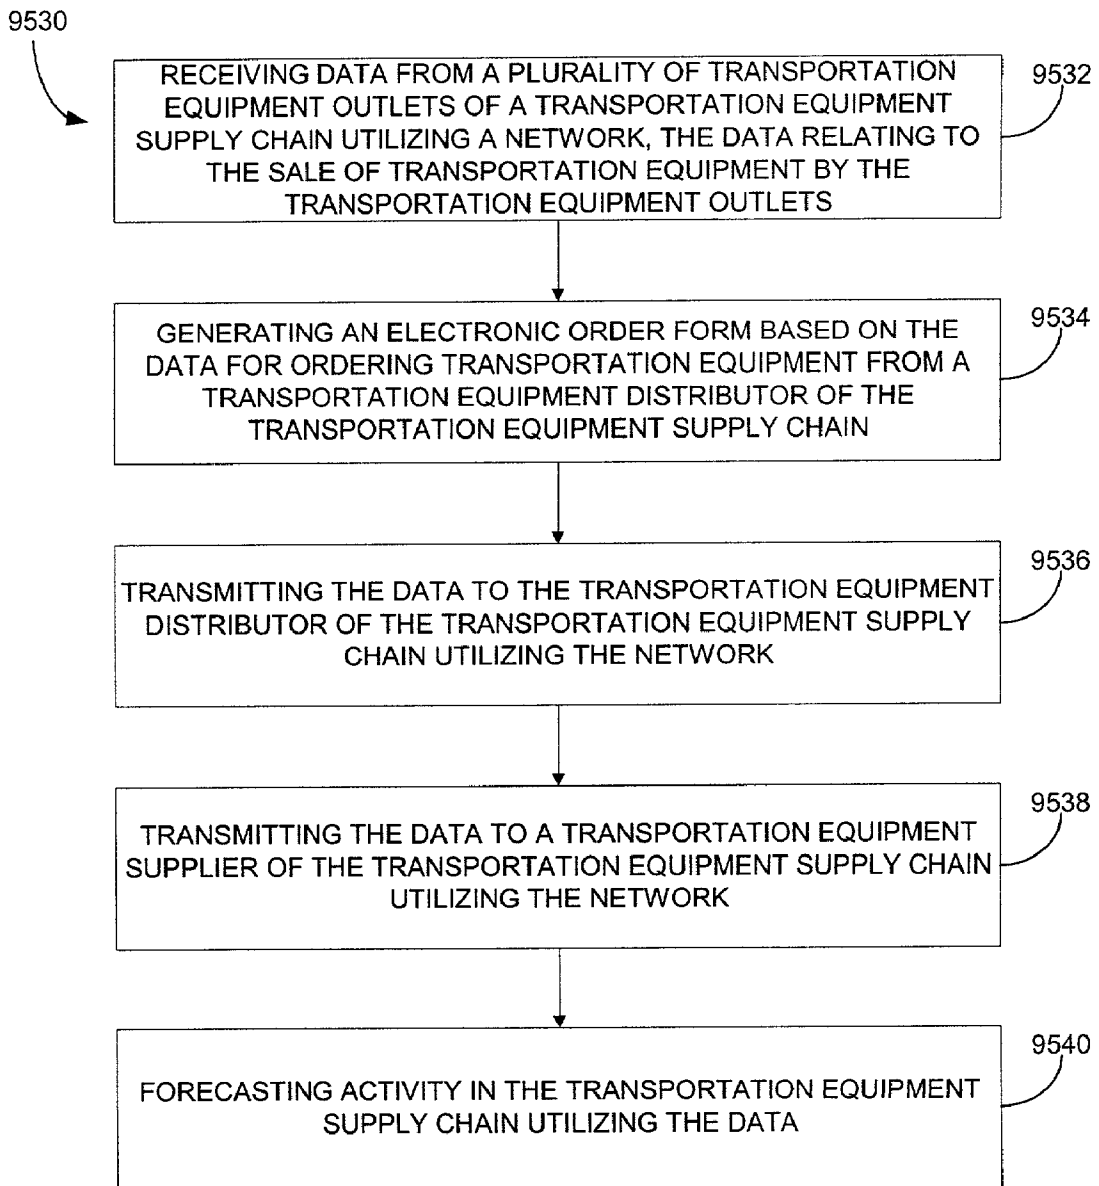 9530
RECEIVING DATA FROM A PLURALITY OF TRANSPORTATION
EQUIPMENT OUTLETS OF A TRANSPORTATION EQUIPMENT
SUPPLY CHAIN UTILIZING A NETWORK, THE DATA RELATING TO
THE SALE OF TRANSPORTATION EQUIPMENT BY THE
TRANSPORTATION EQUIPMENT OUTLETS
9532
GENERATING AN ELECTRONIC ORDER FORM BASED ON THE
DATA FOR ORDERING TRANSPORTATION EQUIPMENT FROM A
TRANSPORTATION EQUIPMENT DISTRIBUTOR OF THE
TRANSPORTATION EQUIPMENT SUPPLY CHAIN
9534
TRANSMITTING THE DATA TO THE TRANSPORTATION EQUIPMENT
DISTRIBUTOR OF THE TRANSPORTATION EQUIPMENT SUPPLY
CHAIN UTILIZING THE NETWORK
9536
TRANSMITTING THE DATA TO A TRANSPORTATION EQUIPMENT
SUPPLIER OF THE TRANSPORTATION EQUIPMENT SUPPLY CHAIN
UTILIZING THE NETWORK
9538
FORECASTING ACTIVITY IN THE TRANSPORTATION EQUIPMENT
SUPPLY CHAIN UTILIZING THE DATA
9540